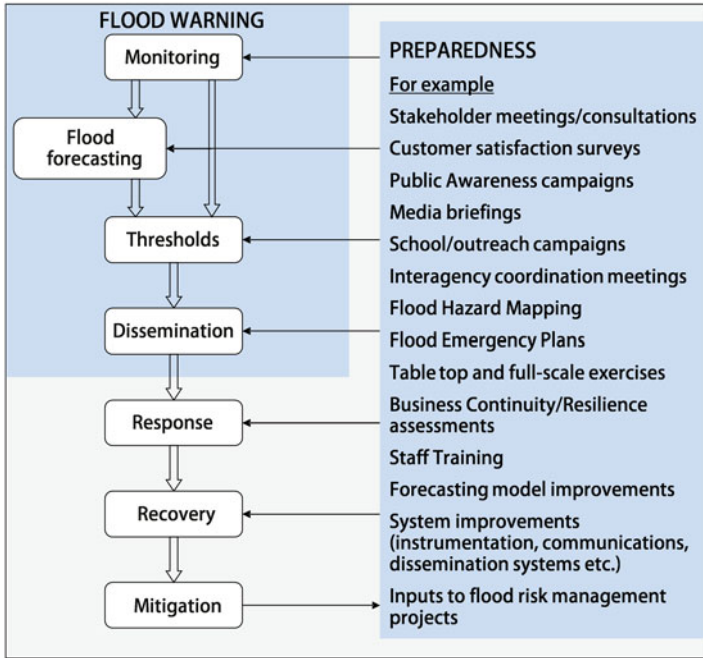 FLOOD WARNING
Monitoring
Flood
forecasting
Thresholds
Dissemination
Response
Recovery
Mitigation
PREPAREDNESS
For example
Stakeholder meetings/consultations
Customer satisfaction surveys
Public Awareness campaigns
Media briefings
School/outreach campaigns
Interagency coordination meetings
Flood Hazard Mapping
Flood Emergency Plans
Table top and full-scale exercises
Business Continuity/Resilience
assessments
Staff Training
Forecasting model improvements
System improvements
(instrumentation, communications,
dissemination systems etc.)
Inputs to flood risk management
projects